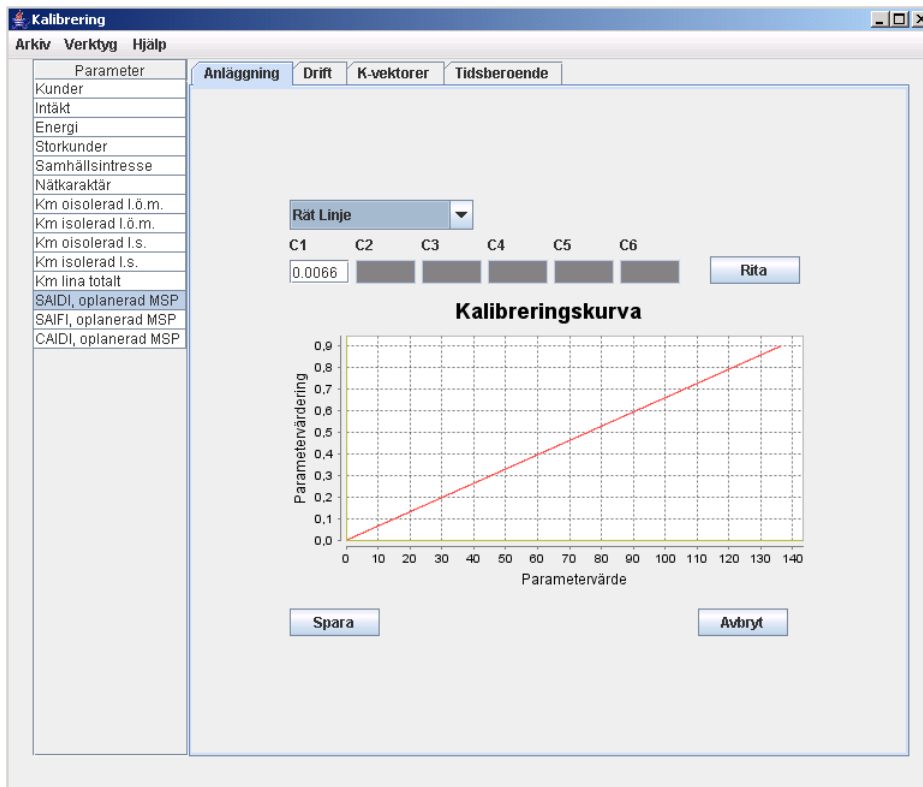 Kalibrering
Arkiv Verktyg Hjälp
Parameter
Kunder
Intäkt
Energi
Storkunder
Samhällsintresse
Nätkaraktär
Km oisolerad l.ö.m.
Km isolerad l.ö.m.
Km oisolerad l.s.
Km isolerad l.s.
Km lina totalt
SAIDI, oplanerad MSP
SAIFI, oplanerad MSP
CAIDI, oplanerad MSP
Anläggning Drift K-vektorer Tidsberoende
Rät Linje
C1 C2 C3 C4 C5 C6
0.0066
Rita
Kalibreringskurva
Parametervärdering
0,9
0,8
0,7
0,6
0,5
0,4
0,3
0,2
0,1
0,0
0 10 20 30 40 50 60 70 80 90 100 110 120 130 140
Parametervärde
Spara Avbryt